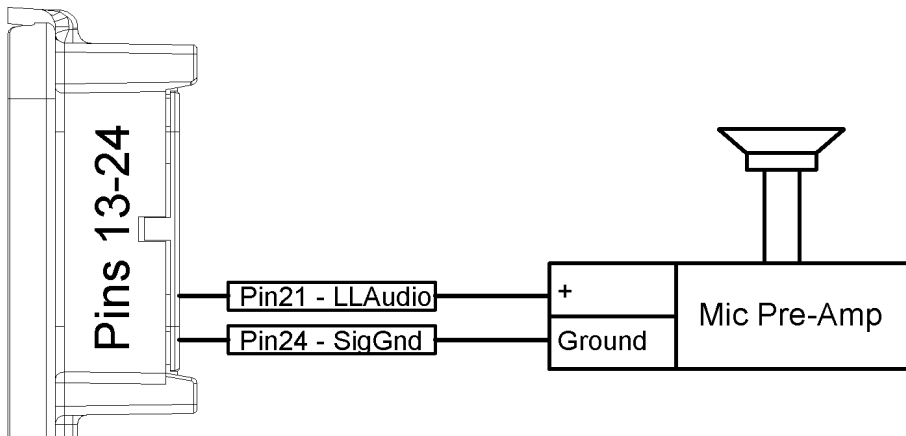 Pins 13-24
Pin21 - LLAudio
+
Pin24 - SigGnd
Ground
Mic Pre-Amp